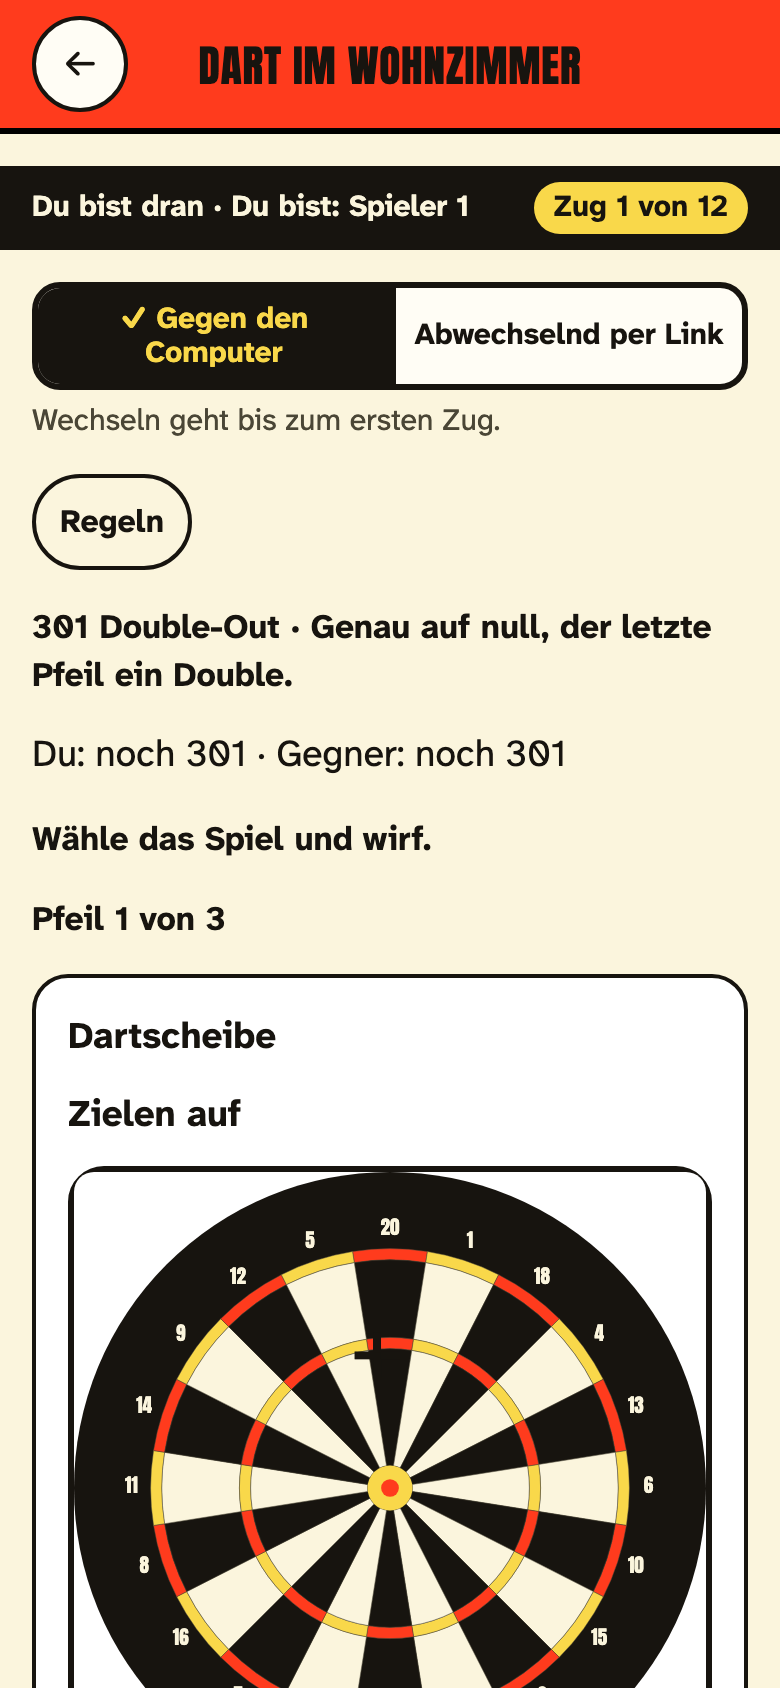 DART IM WOHNZIMMER
Du bist dran · Du bist: Spieler 1
Zug 1 von 12
✓ Gegen den
Computer
Abwechselnd per Link
Wechseln geht bis zum ersten Zug.
Regeln
301 Double-Out · Genau auf null, der letzte
Pfeil ein Double.
Du: noch 301 · Gegner: noch 301
Wähle das Spiel und wirf.
Pfeil 1 von 3
Dartscheibe
Zielen auf
20
5
1
12
18
9
4
14
13
11
6
8
10
16
15